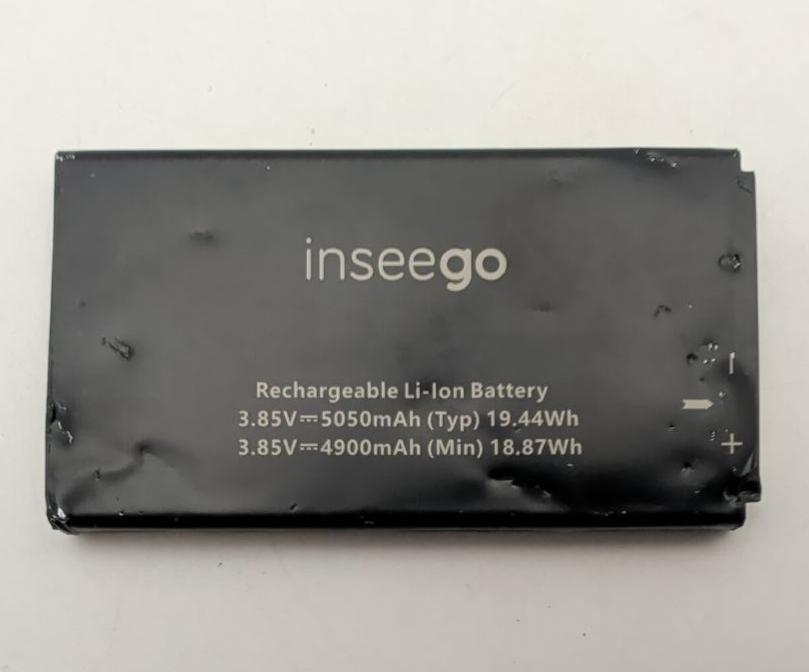 inseego
Rechargeable Li-Ion Battery
3.85V⎓5050mAh (Typ) 19.44Wh
3.85V⎓4900mAh (Min) 18.87Wh
–
+